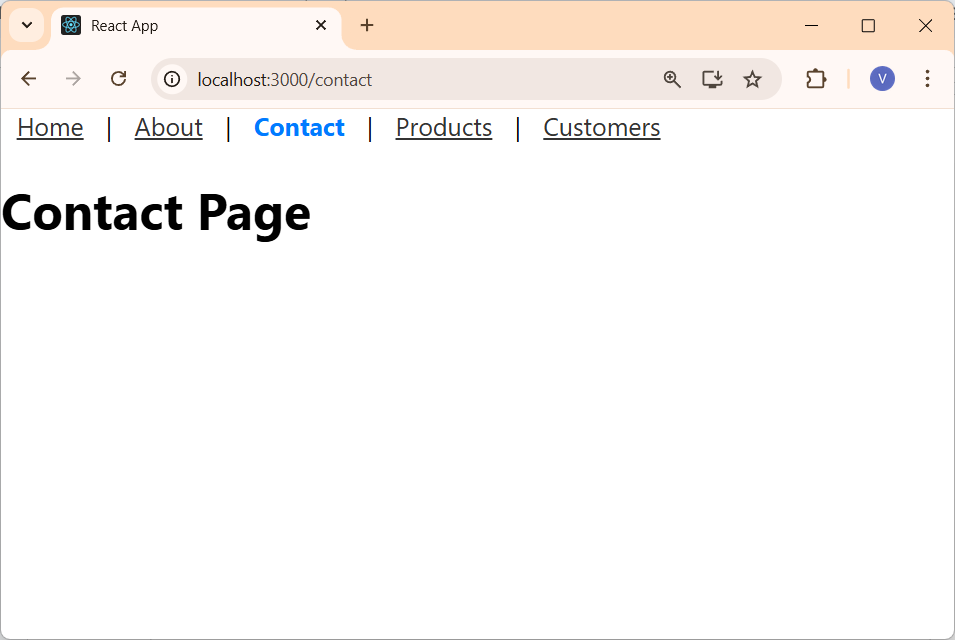 React App
localhost:3000/contact
V
Home | About | Contact | Products | Customers
Contact Page